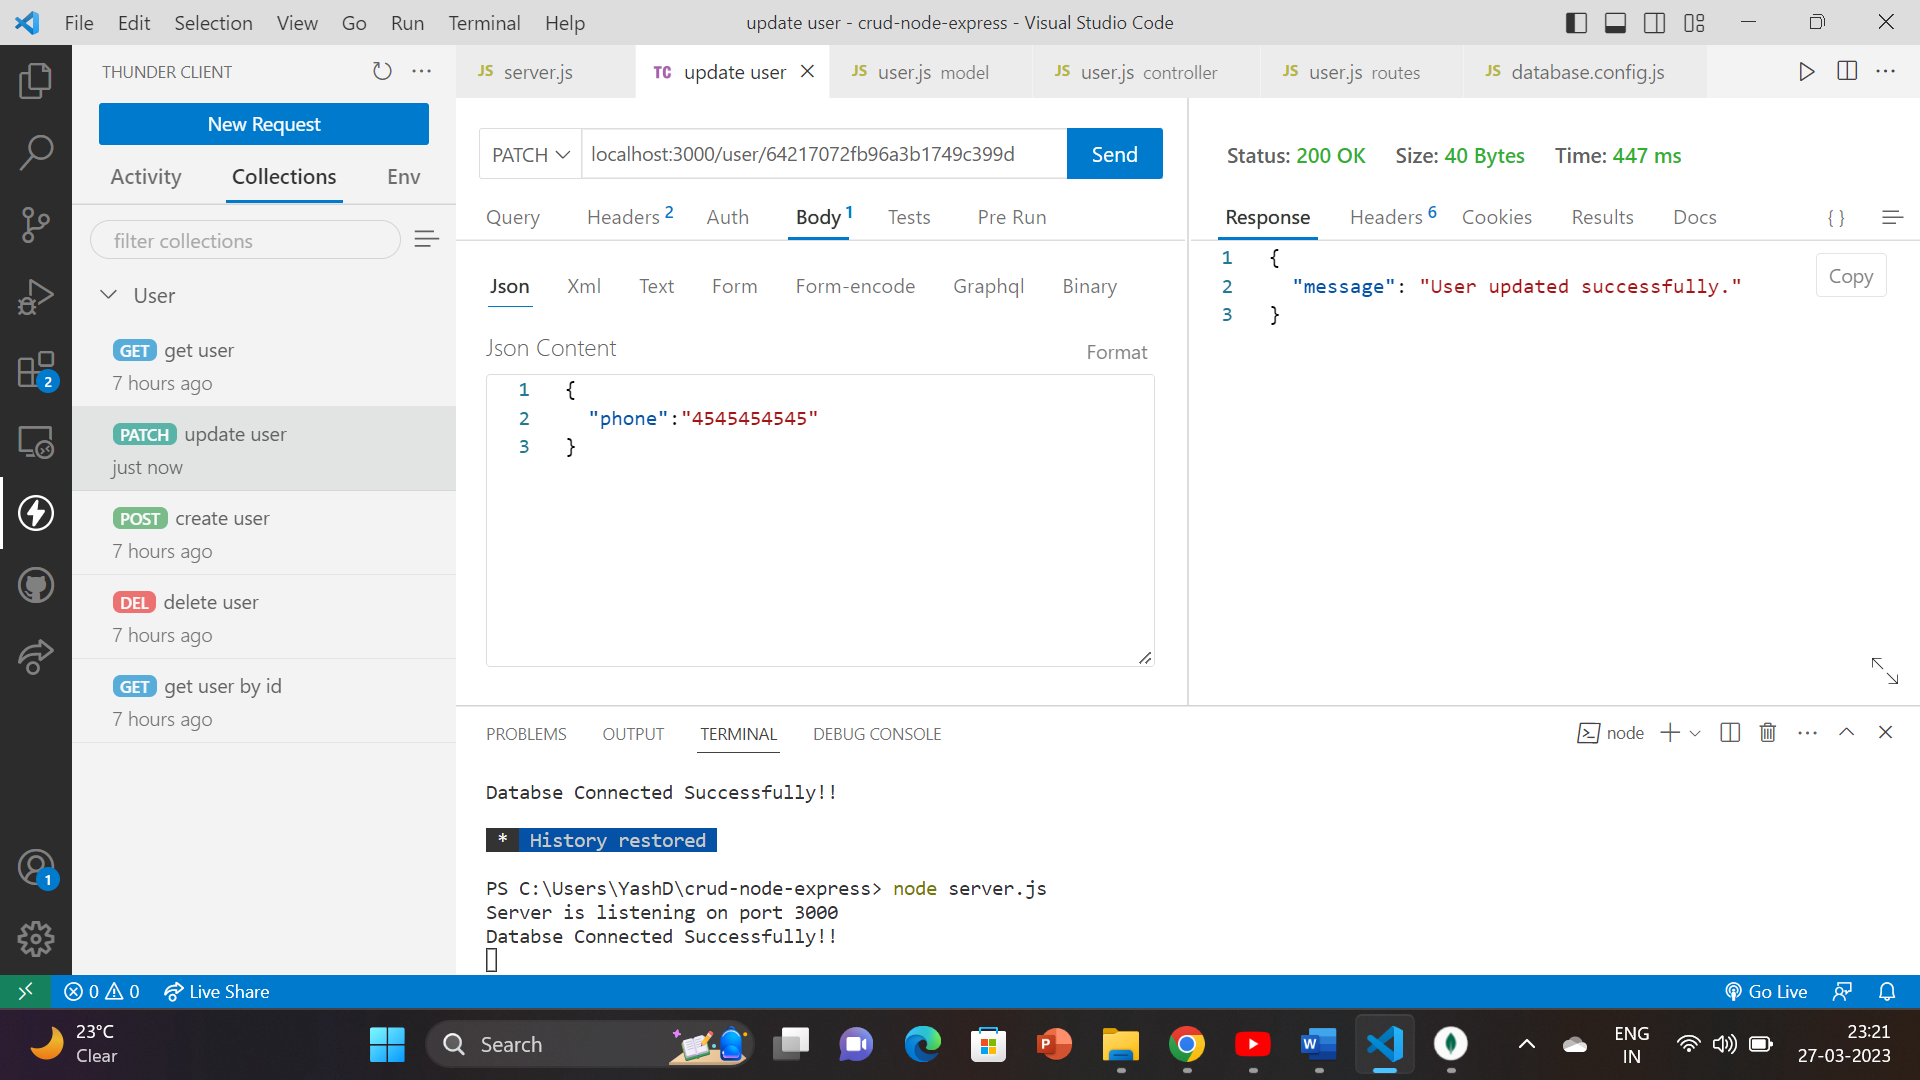 File Edit Selection View Go Run Terminal Help
update user - crud-node-express - Visual Studio Code
THUNDER CLIENT
New Request
Activity Collections Env
filter collections
User
GET get user
7 hours ago
PATCH update user
just now
POST create user
7 hours ago
DEL delete user
7 hours ago
GET get user by id
7 hours ago
JS server.js
TC update user
JS user.js model
JS user.js controller
JS user.js routes
JS database.config.js
PATCH localhost:3000/user/64217072fb96a3b1749c399d Send
Query Headers 2 Auth Body 1 Tests Pre Run
Json Xml Text Form Form-encode Graphql Binary
Json Content
Format
1 {
2 "phone":"4545454545"
3 }
Status: 200 OK Size: 40 Bytes Time: 447 ms
Response Headers 6 Cookies Results Docs { }
1 {
2 "message": "User updated successfully."
3 }
Copy
PROBLEMS OUTPUT TERMINAL DEBUG CONSOLE
node
Databse Connected Successfully!!
* History restored
PS C:\Users\YashD\crud-node-express> node server.js
Server is listening on port 3000
Databse Connected Successfully!!
2
1
0 0 Live Share
Go Live
23°C
Clear
Search
P
W
ENG
IN
23:21
27-03-2023